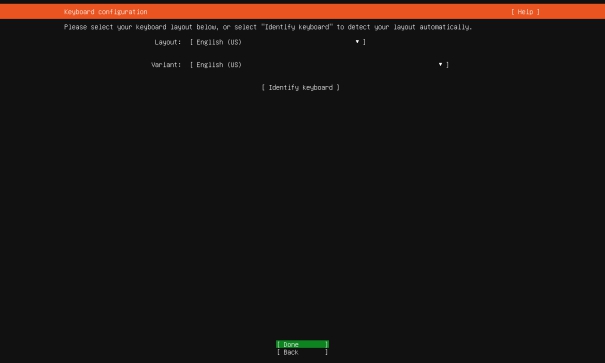 Keyboard configuration [ Help ]
Please select your keyboard layout below, or select "Identify keyboard" to detect your layout automatically.
Layout: [ English (US) ▾ ]
Variant: [ English (US) ▾ ]
[ Identify keyboard ]
[ Done ]
[ Back ]